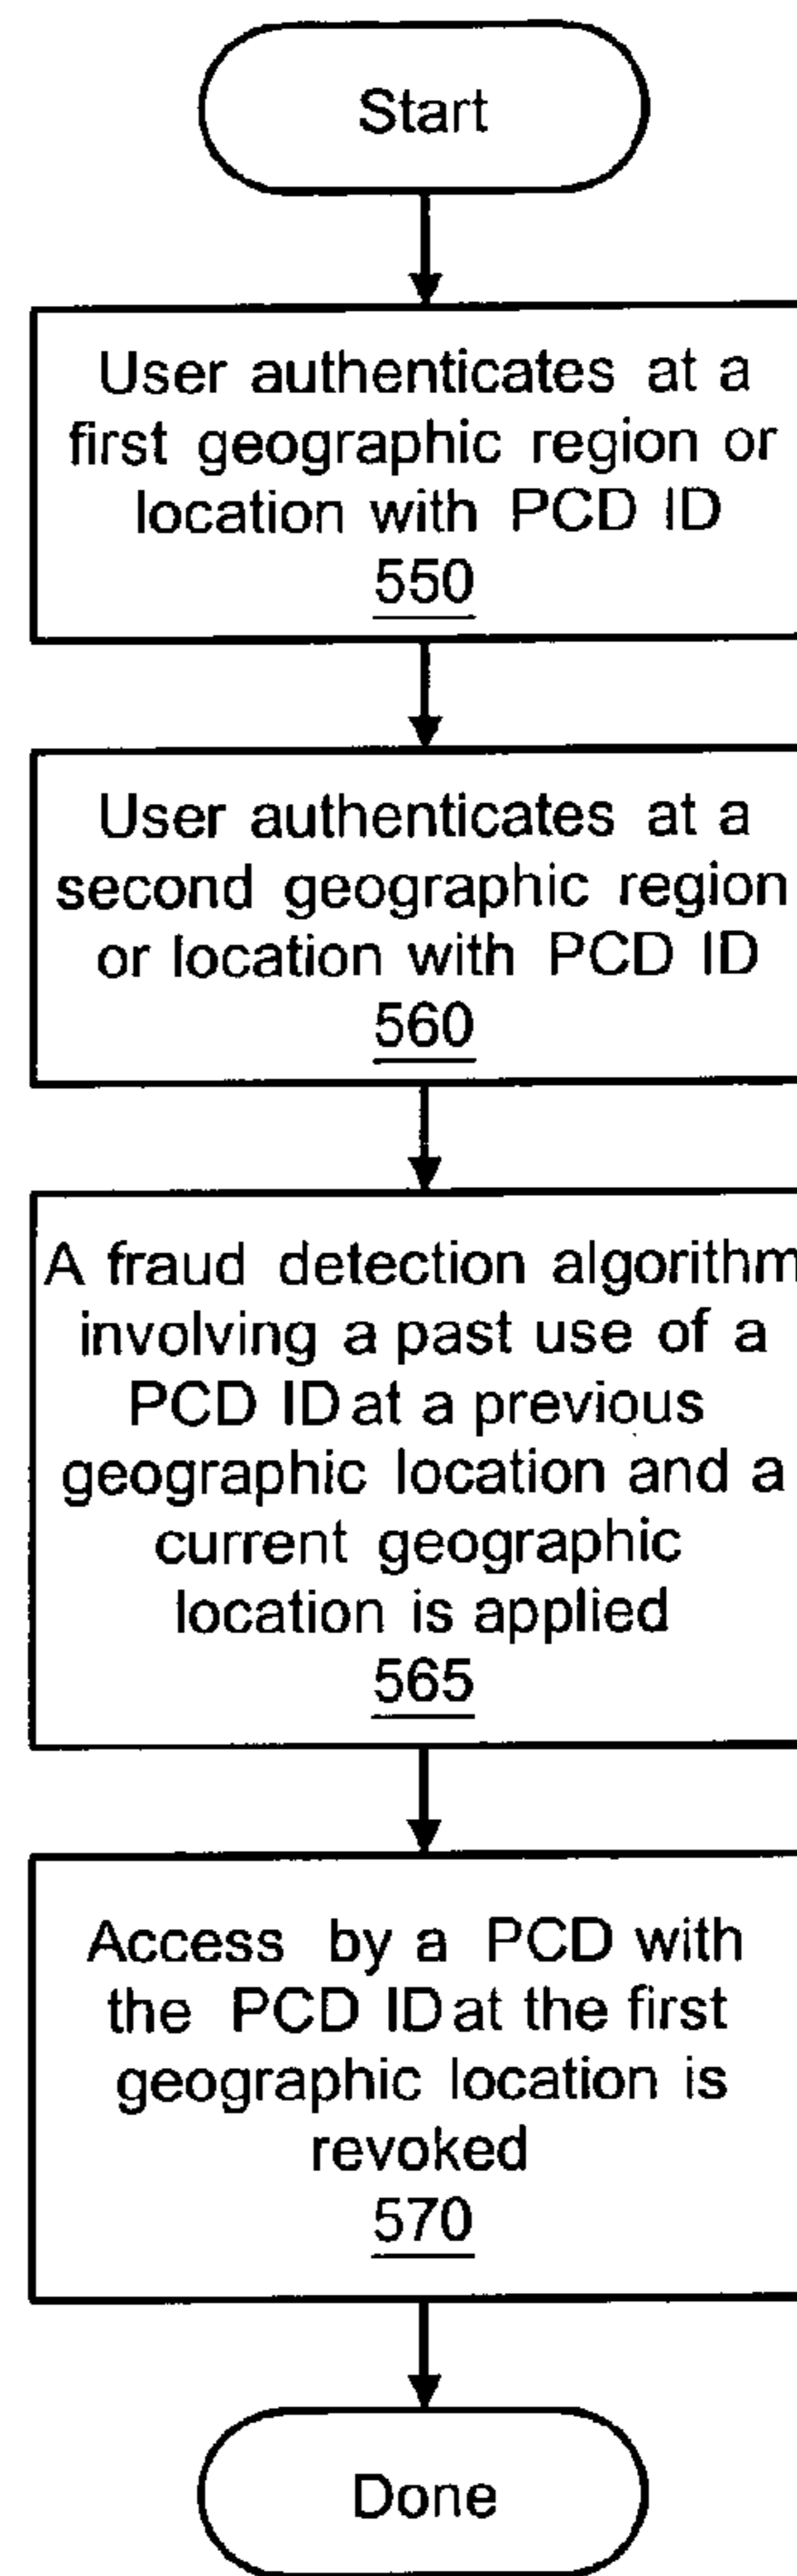 Start
User authenticates at a
first geographic region or
location with PCD ID
550
User authenticates at a
second geographic region
or location with PCD ID
560
A fraud detection algorithm
involving a past use of a
PCD ID at a previous
geographic location and a
current geographic
location is applied
565
Access by a PCD with
the PCD ID at the first
geographic location is
revoked
570
Done